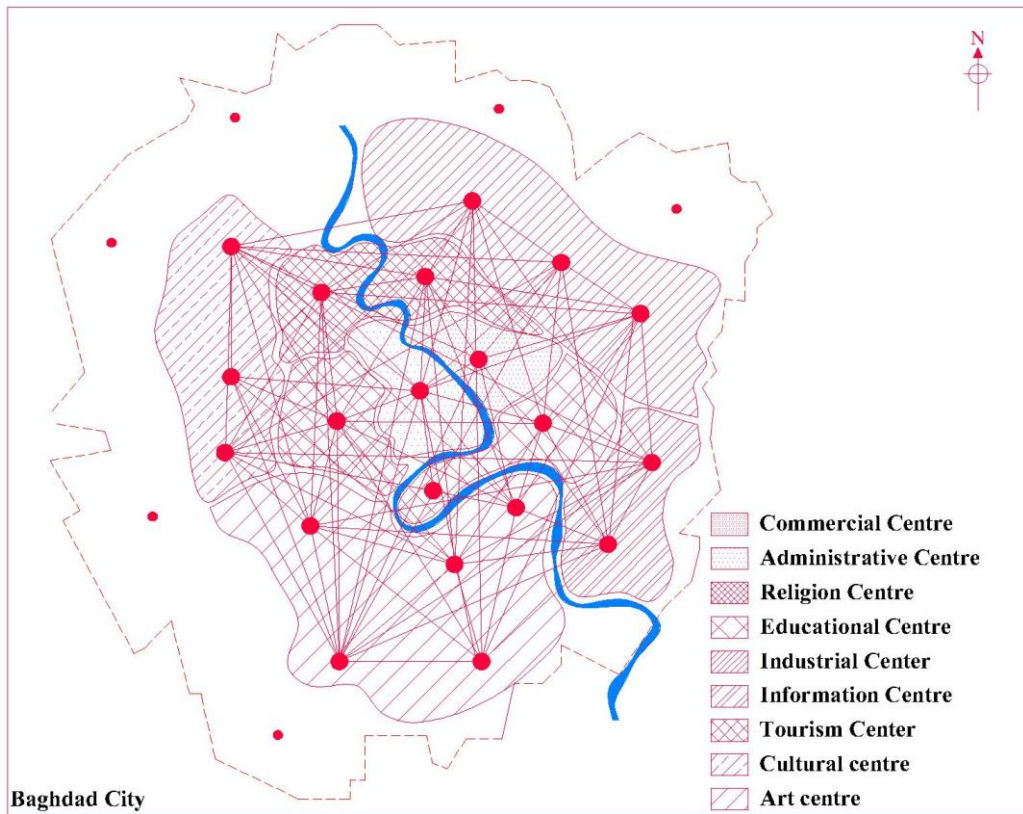 N
Commercial Centre
Administrative Centre
Religion Centre
Educational Centre
Industrial Center
Information Centre
Tourism Center
Cultural centre
Art centre
Baghdad City